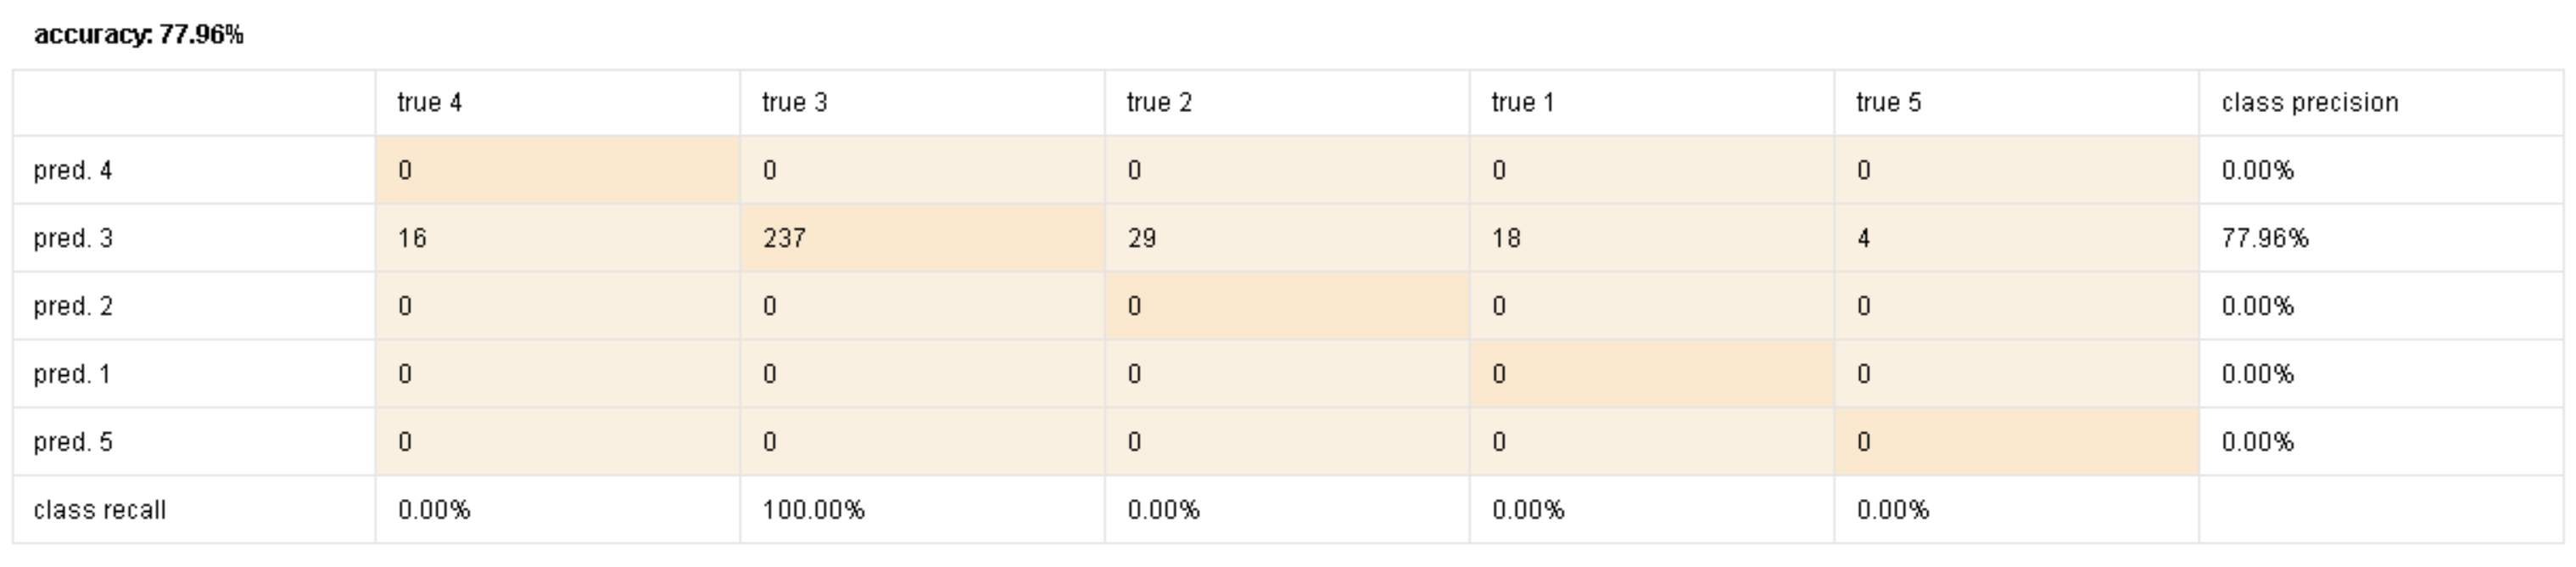 accuracy: 77.96%
true 4 true 3 true 2 true 1 true 5 class precision
pred. 4 0 0 0 0 0 0.00%
pred. 3 16 237 29 18 4 77.96%
pred. 2 0 0 0 0 0 0.00%
pred. 1 0 0 0 0 0 0.00%
pred. 5 0 0 0 0 0 0.00%
class recall 0.00% 100.00% 0.00% 0.00% 0.00%